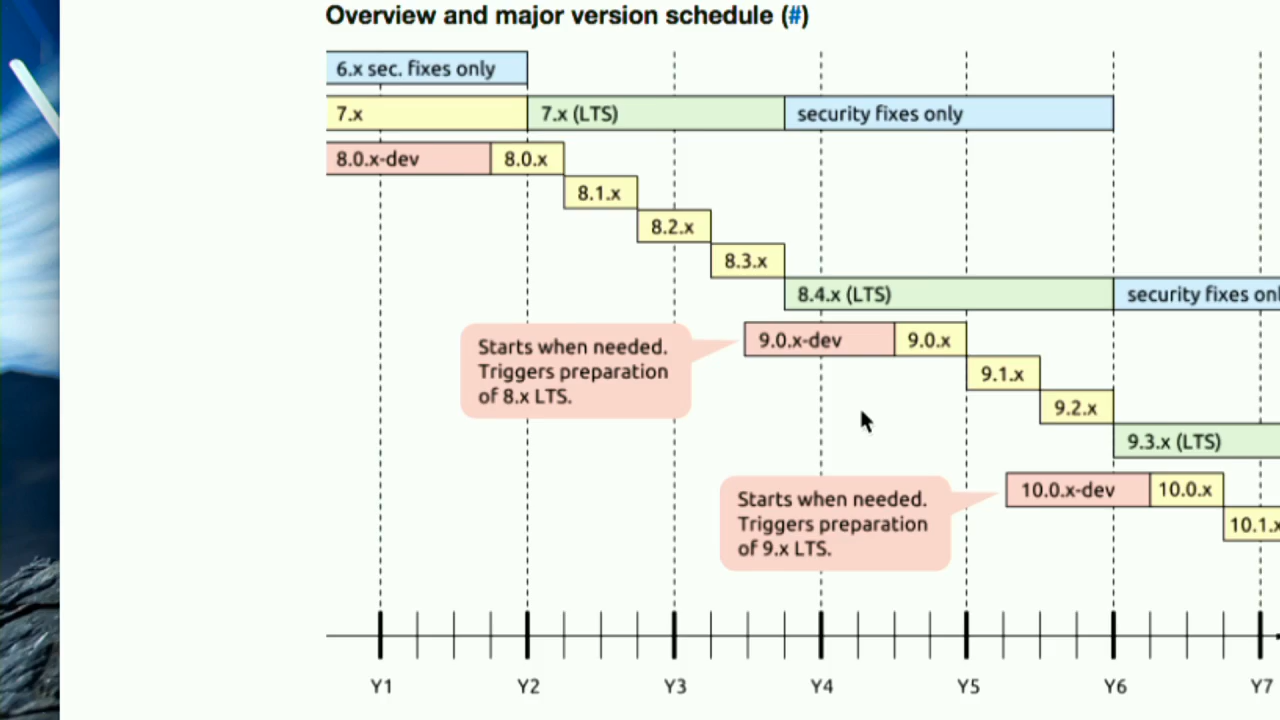 Overview and major version schedule (#)
6.x sec. fixes only
7.x 7.x (LTS) security fixes only
8.0.x-dev 8.0.x
8.1.x
8.2.x
8.3.x
8.4.x (LTS) security fixes onl
Starts when needed.
Triggers preparation
of 8.x LTS.
9.0.x-dev 9.0.x
9.1.x
9.2.x
9.3.x (LTS)
Starts when needed.
Triggers preparation
of 9.x LTS.
10.0.x-dev 10.0.x
10.1.x
Y1 Y2 Y3 Y4 Y5 Y6 Y7